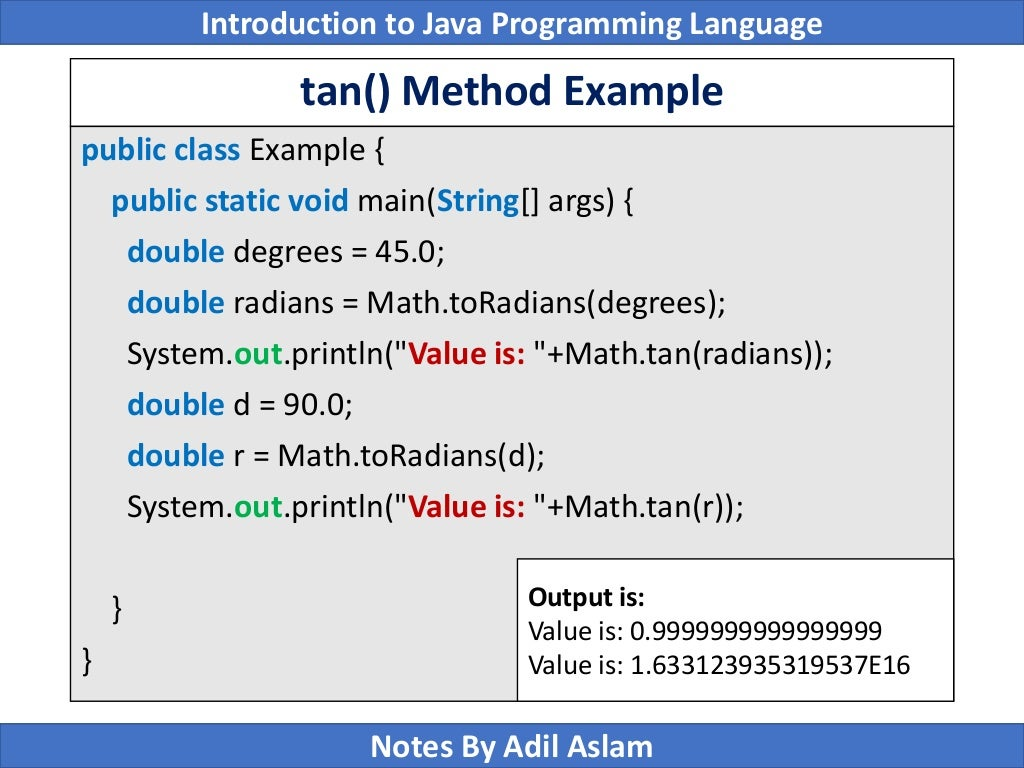 Introduction to Java Programming Language
tan() Method Example
public class Example {
public static void main(String[] args) {
double degrees = 45.0;
double radians = Math.toRadians(degrees);
System.out.println("Value is: "+Math.tan(radians));
double d = 90.0;
double r = Math.toRadians(d);
System.out.println("Value is: "+Math.tan(r));
}
}
Output is:
Value is: 0.9999999999999999
Value is: 1.633123935319537E16
Notes By Adil Aslam